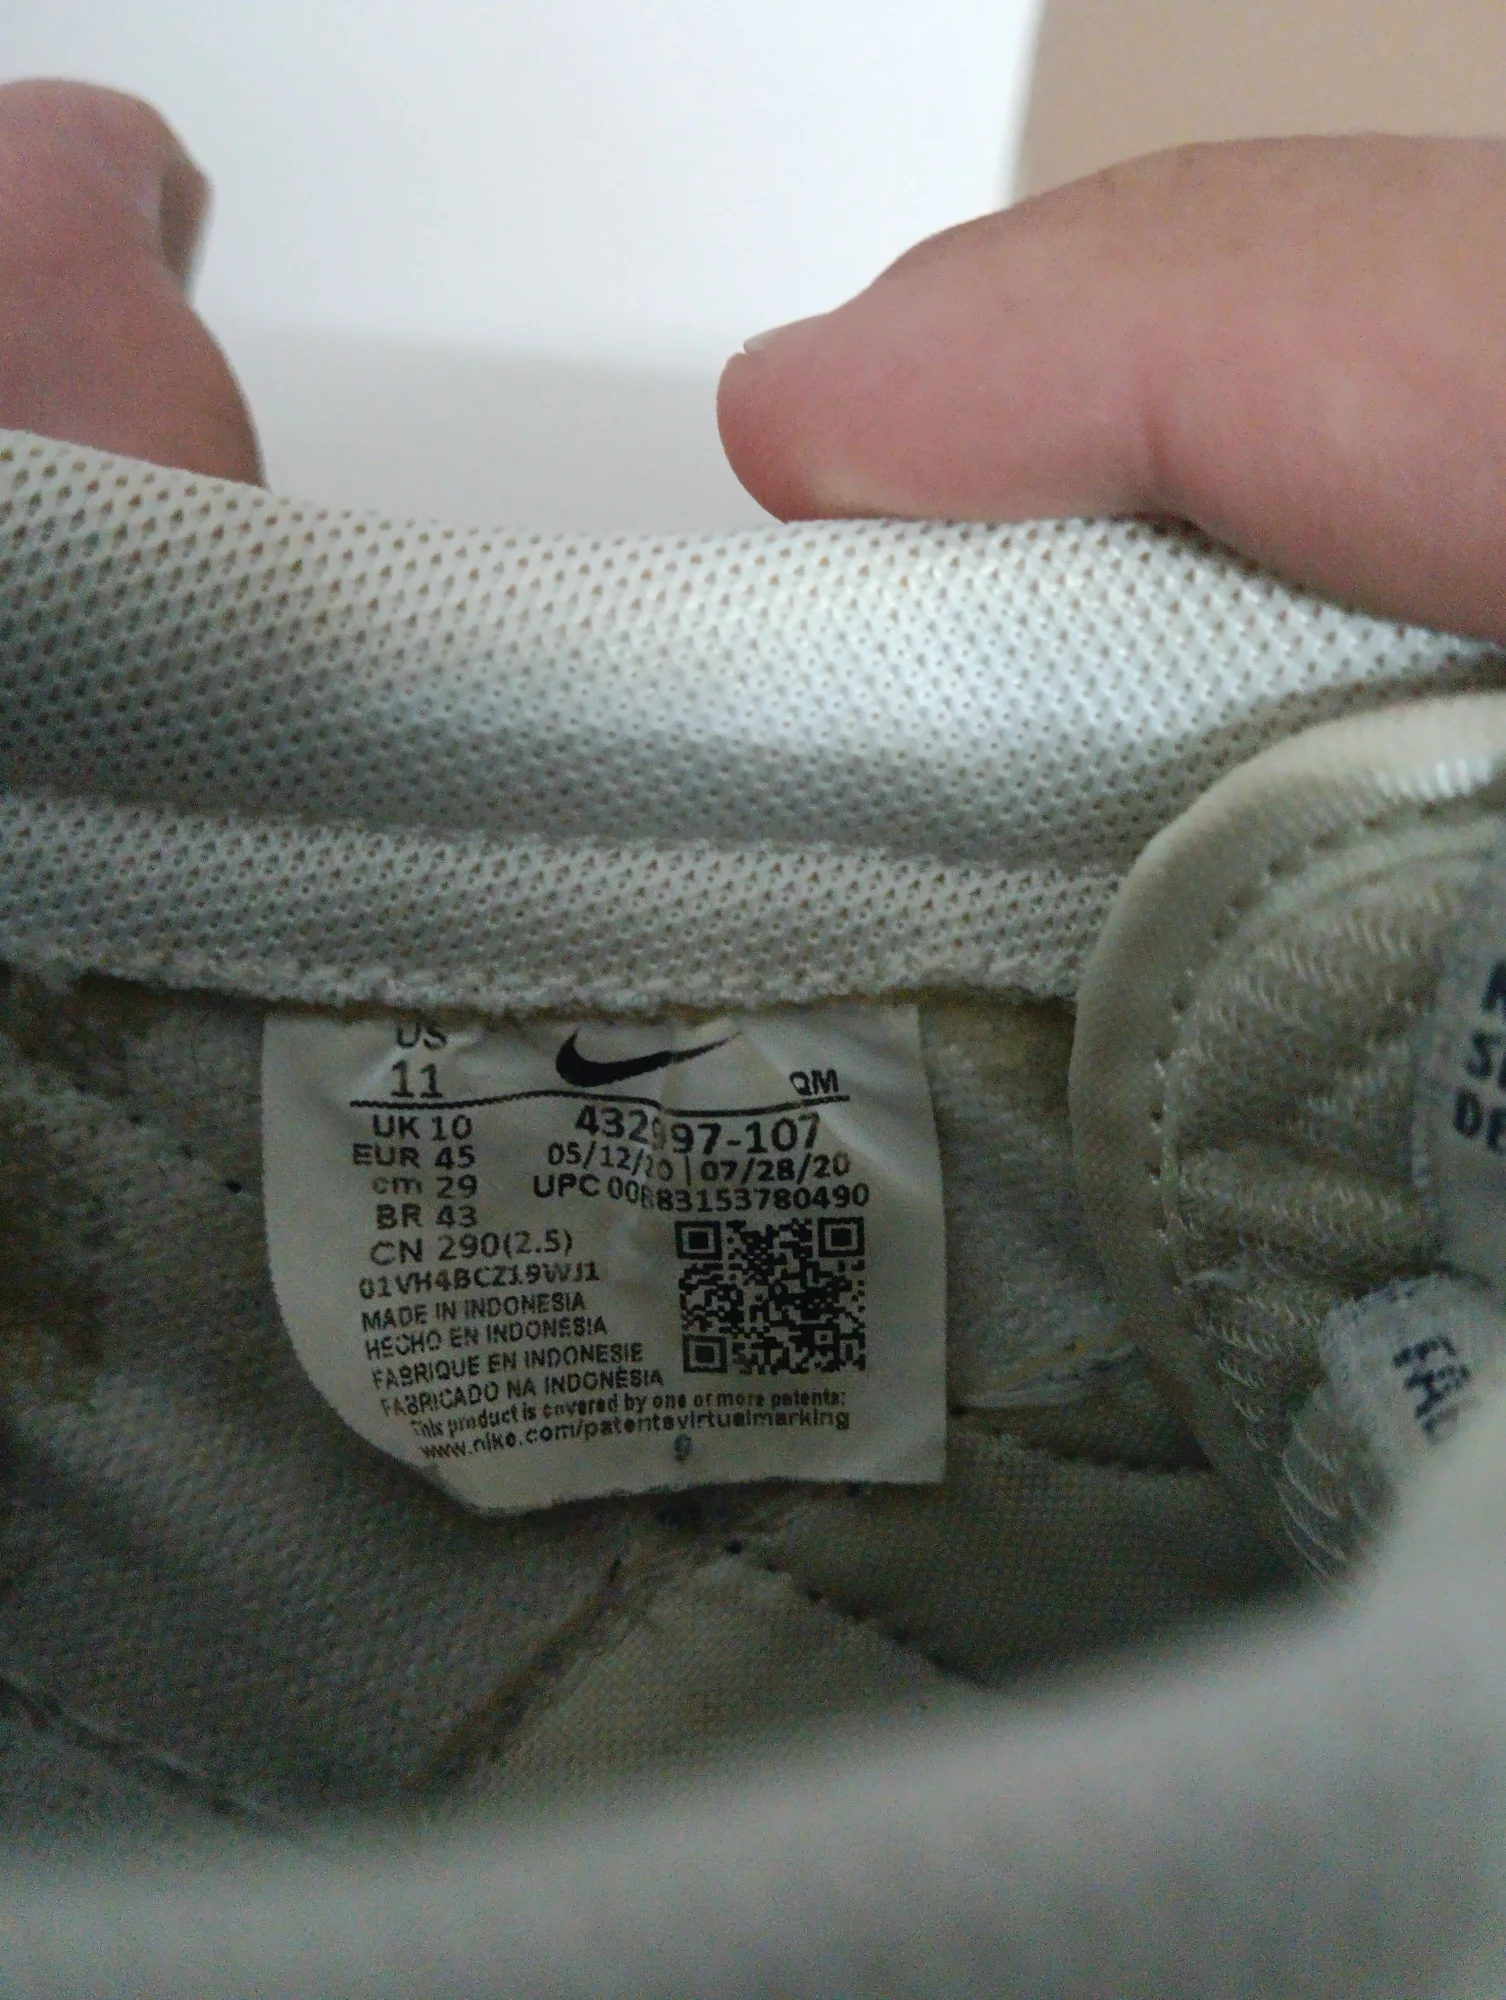 US
11
QM
UK 10
EUR 45
cm 29
BR 43
CN 290(2.5)
01VH4BCZ19WJ1
432997-107
05/12/20 | 07/28/20
UPC 00883153780490
MADE IN INDONESIA
HECHO EN INDONESIA
FABRIQUE EN INDONESIE
FABRICADO NA INDONÉSIA
This product is covered by one or more patents:
www.nike.com/patentsvirtualmarking
9